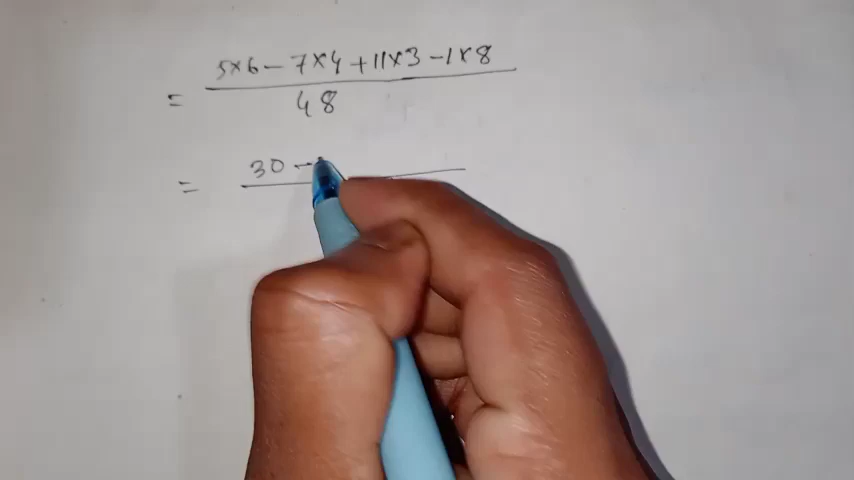 = 5×6 - 7×4 + 11×3 - 1×8
48
= 30 -